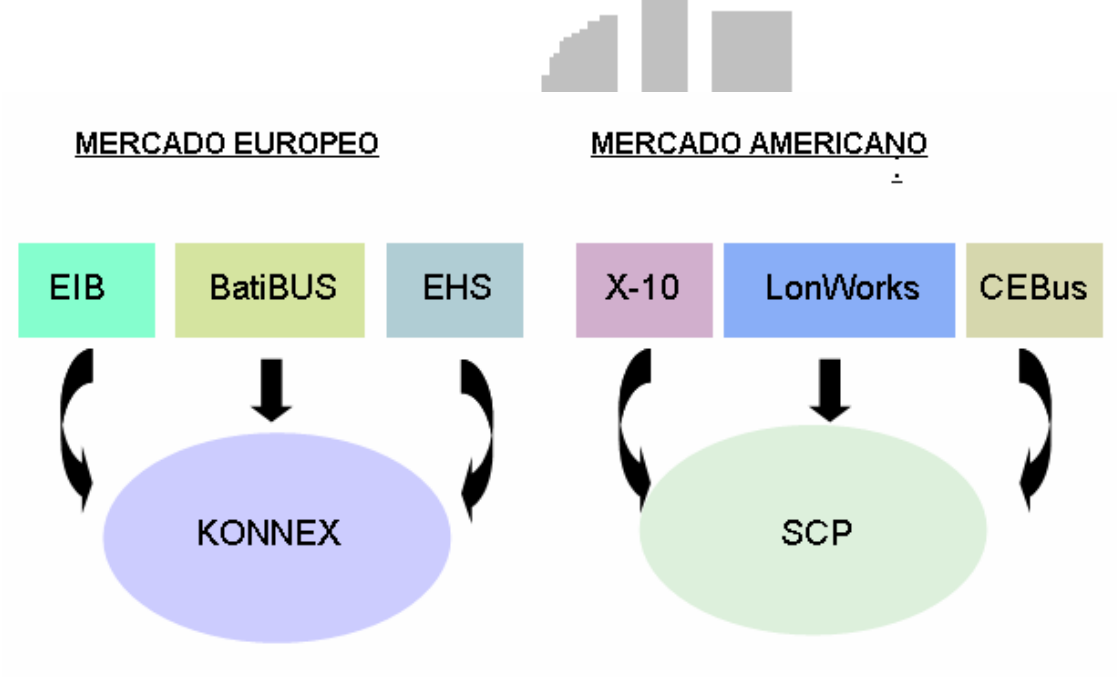 MERCADO EUROPEO
MERCADO AMERICANO
:
EIB
BatiBUS
EHS
X-10
LonWorks
CEBus
KONNEX
SCP